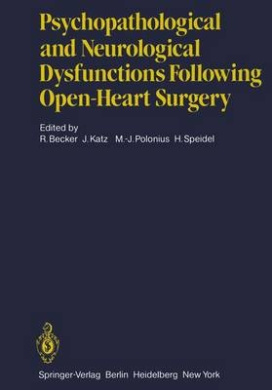 Psychopathological
and Neurological
Dysfunctions Following
Open-Heart Surgery
Edited by
R. Becker J. Katz M.-J. Polonius H. Speidel
Springer-Verlag Berlin Heidelberg New York